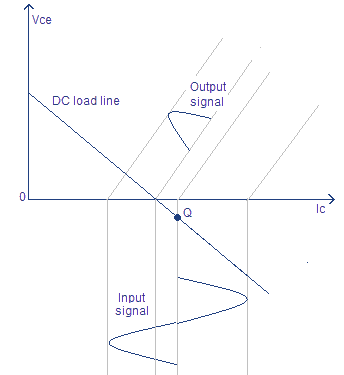 Vce
DC load line
Output
signal
0
Q
Ic
Input
signal